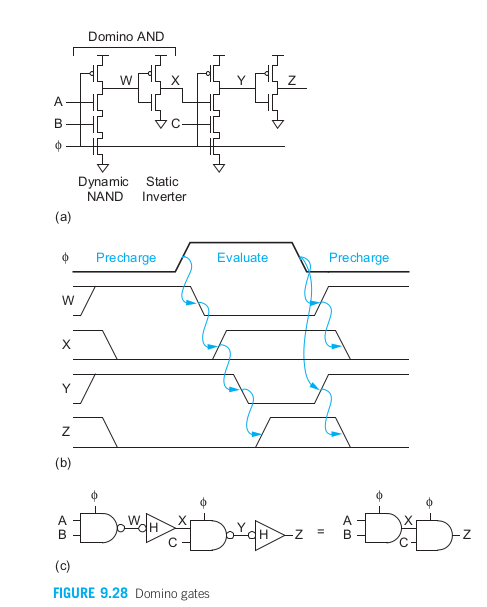 Domino AND
W X Y Z
A
B C
ϕ
Dynamic Static
NAND Inverter
(a)
ϕ Precharge Evaluate Precharge
W
X
Y
Z
(b)
ϕ ϕ ϕ ϕ
A W H X Y H Z = A X Z
B C B C
(c)
FIGURE 9.28 Domino gates